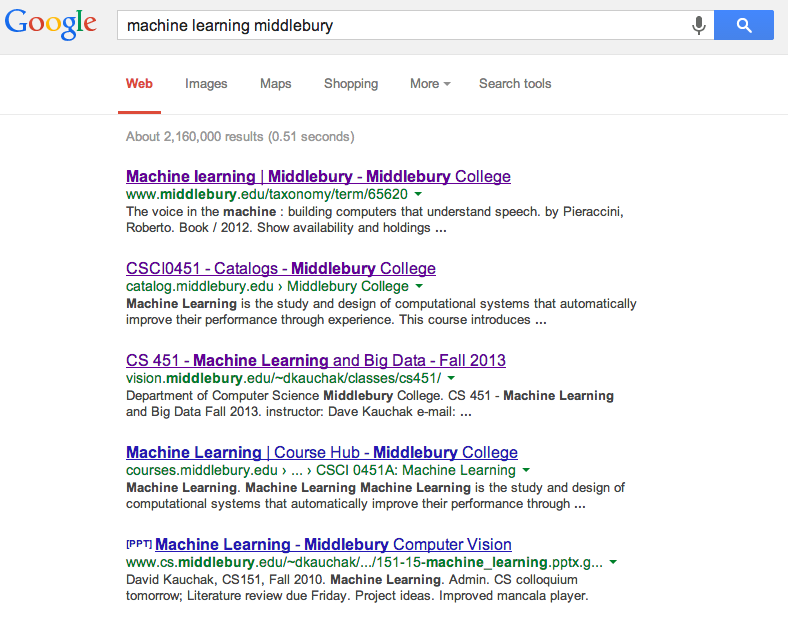 Google
machine learning middlebury
Web Images Maps Shopping More Search tools
About 2,160,000 results (0.51 seconds)
Machine learning | Middlebury - Middlebury College
www.middlebury.edu/taxonomy/term/65620
The voice in the machine : building computers that understand speech. by Pieraccini,
Roberto. Book / 2012. Show availability and holdings ...
CSCI0451 - Catalogs - Middlebury College
catalog.middlebury.edu › Middlebury College
Machine Learning is the study and design of computational systems that automatically
improve their performance through experience. This course introduces ...
CS 451 - Machine Learning and Big Data - Fall 2013
vision.middlebury.edu/~dkauchak/classes/cs451/
Department of Computer Science Middlebury College. CS 451 - Machine Learning
and Big Data Fall 2013. instructor: Dave Kauchak e-mail: ...
Machine Learning | Course Hub - Middlebury College
courses.middlebury.edu › ... › CSCI 0451A: Machine Learning
Machine Learning. Machine Learning Machine Learning is the study and design of
computational systems that automatically improve their performance through ...
[PPT] Machine Learning - Middlebury Computer Vision
www.cs.middlebury.edu/~dkauchak/.../151-15-machine_learning.pptx.g...
David Kauchak, CS151, Fall 2010. Machine Learning. Admin. CS colloquium
tomorrow; Literature review due Friday. Project ideas. Improved mancala player.